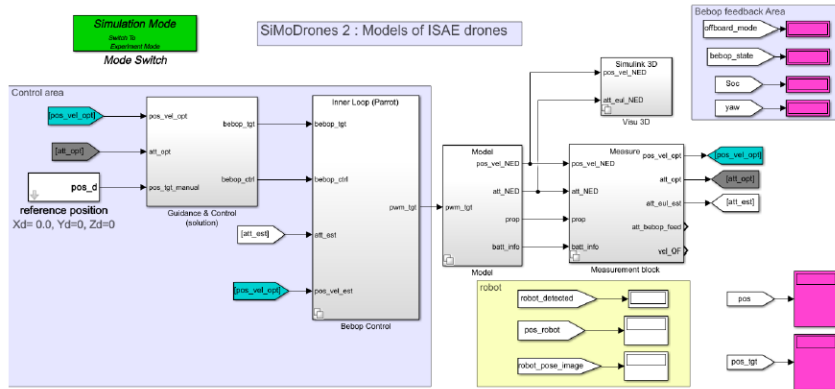 Simulation Mode
Switch To
Experiment Mode
Mode Switch
SiMoDrones 2 : Models of ISAE drones
Bebop feedback Area
offboard_mode
bebop_state
Soc
yaw
Simulink 3D
pos_vel_NED
att_eul_NED
Visu 3D
Control area
[pos_vel_opt]
[att_opt]
pos_d
reference position
Xd= 0.0, Yd=0, Zd=0
pos_vel_opt
att_opt
pos_tgt_manual
bebop_tgt
bebop_ctrl
Guidance & Control
(solution)
[att_est]
[pos_vel_opt]
Inner Loop (Parrot)
bebop_tgt
bebop_ctrl
att_est
pos_vel_est
pwm_tgt
Bebop Control
Model
pwm_tgt
pos_vel_NED
att_NED
prop
batt_info
Model
Measure
pos_vel_NED
att_NED
prop
batt_info
pos_vel_opt
att_opt
att_eul_est
att_bebop_feed
vel_OF
Measurement block
[pos_vel_opt]
[att_opt]
[att_est]
robot
robot_detected
pos_robot
robot_pose_image
pos
pos_tgt